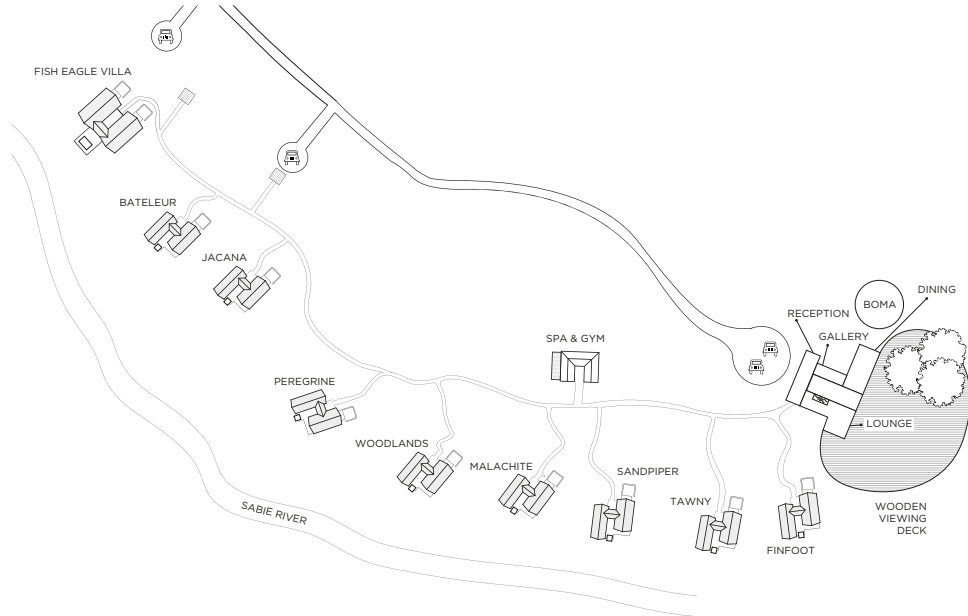 FISH EAGLE VILLA
BATELEUR
JACANA
DINING
BOMA
RECEPTION
GALLERY
SPA & GYM
PEREGRINE
LOUNGE
WOODLANDS
MALACHITE
SANDPIPER
TAWNY
SABIE RIVER
WOODEN
VIEWING
DECK
FINFOOT